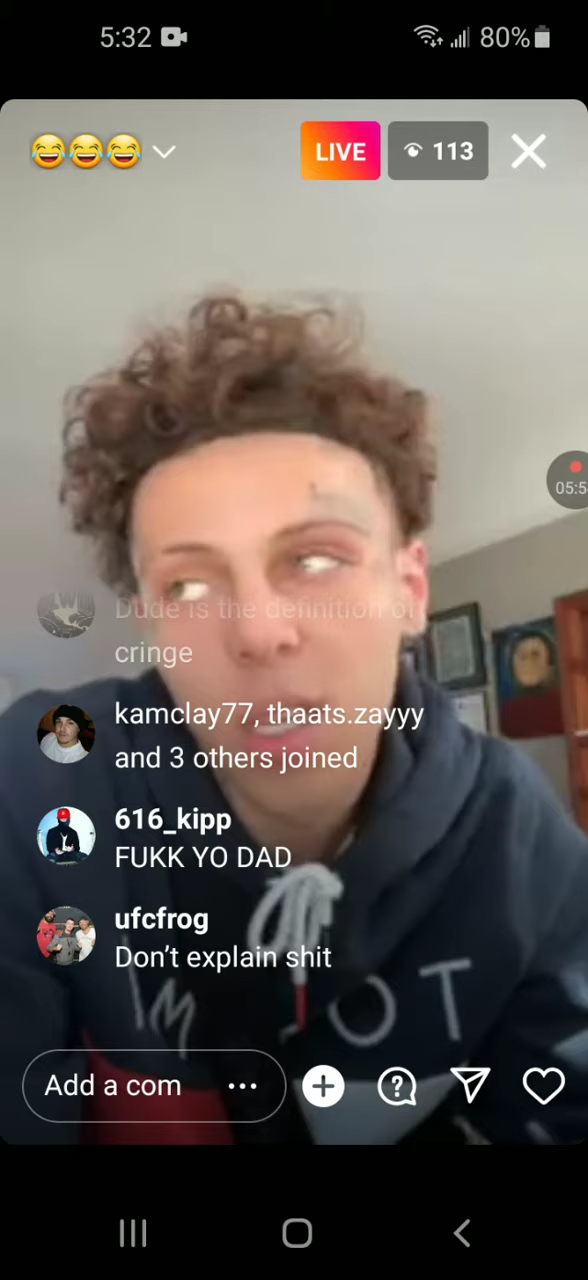 5:32
80%
😂😂😂
LIVE
113
05:5
Dude is the definition of
cringe
kamclay77, thaats.zayyy
and 3 others joined
616_kipp
FUKK YO DAD
ufcfrog
Don’t explain shit
Add a com